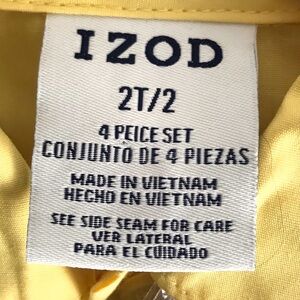 IZOD
2T/2
4 PEICE SET
CONJUNTO DE 4 PIEZAS
MADE IN VIETNAM
HECHO EN VIETNAM
SEE SIDE SEAM FOR CARE
VER LATERAL
PARA EL CUIDADO